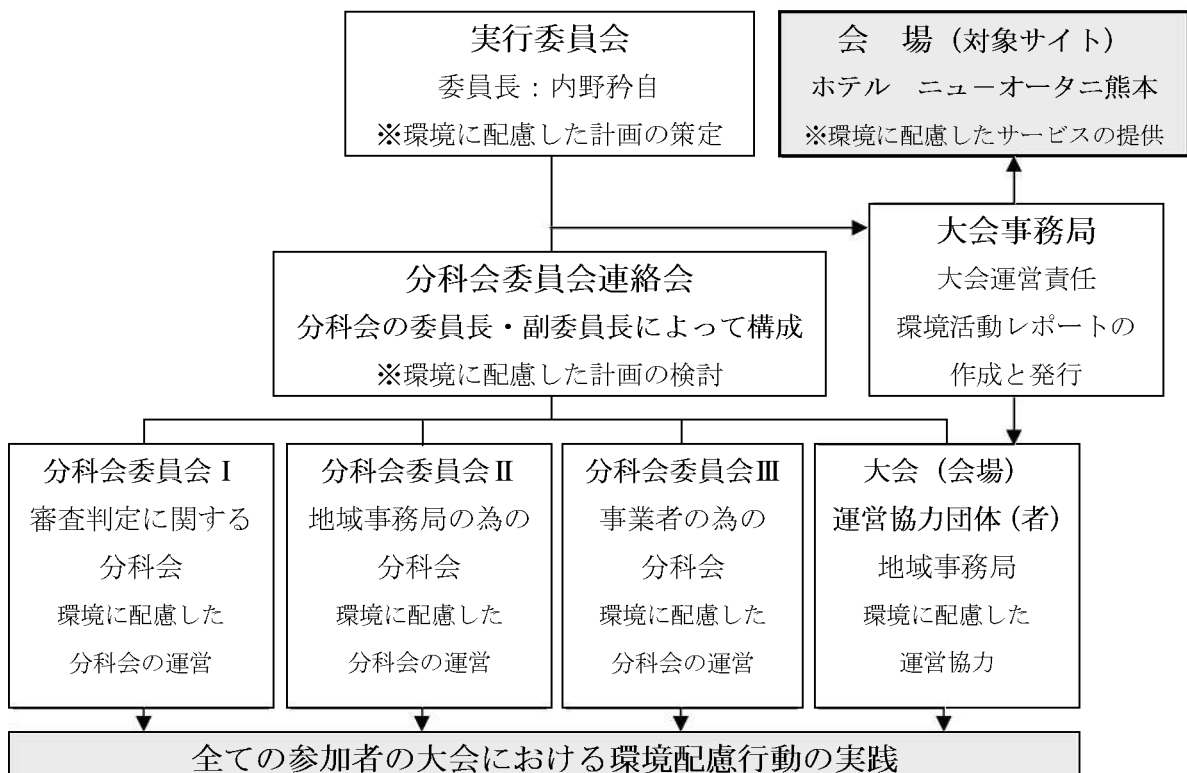 実行委員会
委員長：内野矜自
※環境に配慮した計画の策定
会　場（対象サイト）
ホテル　ニューオータニ熊本
※環境に配慮したサービスの提供
大会事務局
大会運営責任
環境活動レポートの
作成と発行
分科会委員会連絡会
分科会の委員長・副委員長によって構成
※環境に配慮した計画の検討
分科会委員会Ⅰ
審査判定に関する
分科会
環境に配慮した
分科会の運営
分科会委員会Ⅱ
地域事務局の為の
分科会
環境に配慮した
分科会の運営
分科会委員会Ⅲ
事業者の為の
分科会
環境に配慮した
分科会の運営
大会（会場）
運営協力団体（者）
地域事務局
環境に配慮した
運営協力
全ての参加者の大会における環境配慮行動の実践